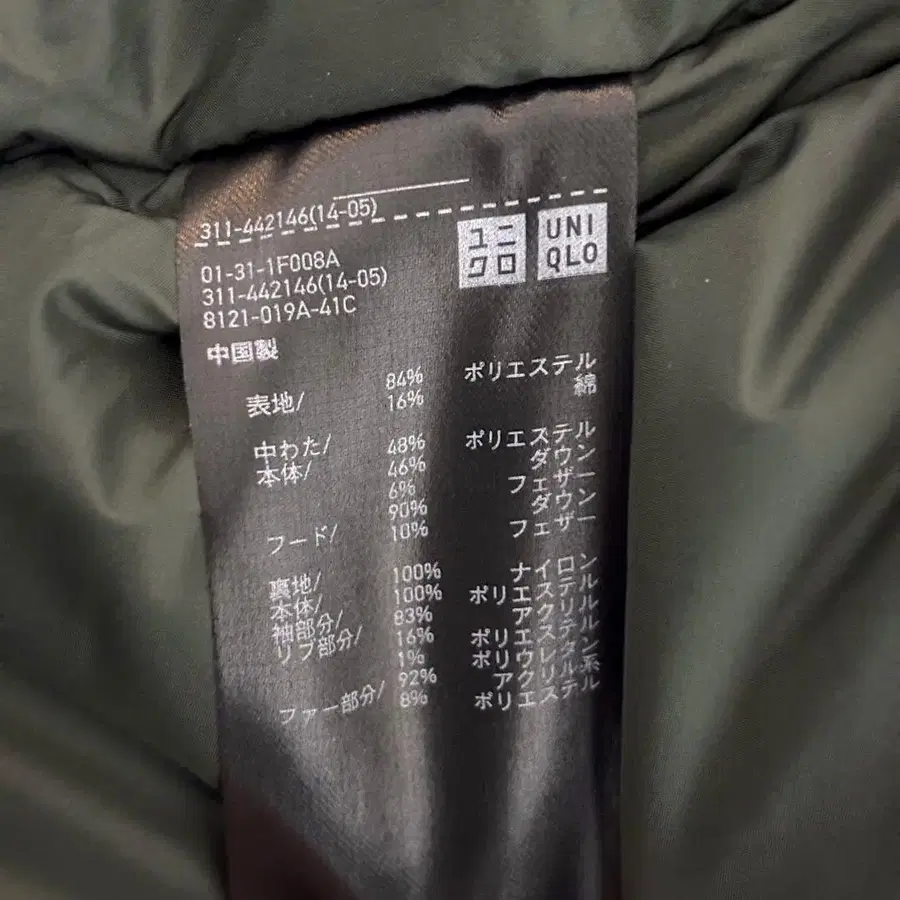 311-442146(14-05)
ユニ
クロ
UNI
QLO
01-31-1F008A
311-442146(14-05)
8121-019A-41C
中国製
表地/ 84% ポリエステル
16% 綿
中わた/
本体/ 48% ポリエステル
46% ダウン
6% フェザー
フード/ 90% ダウン
10% フェザー
裏地/
本体/ 100% ナイロン
袖部分/ 100% ポリエステル
リブ部分/ 83% アクリル
16% ポリエステル
1% ポリウレタン
ファー部分/ 92% アクリル系
8% ポリエステル